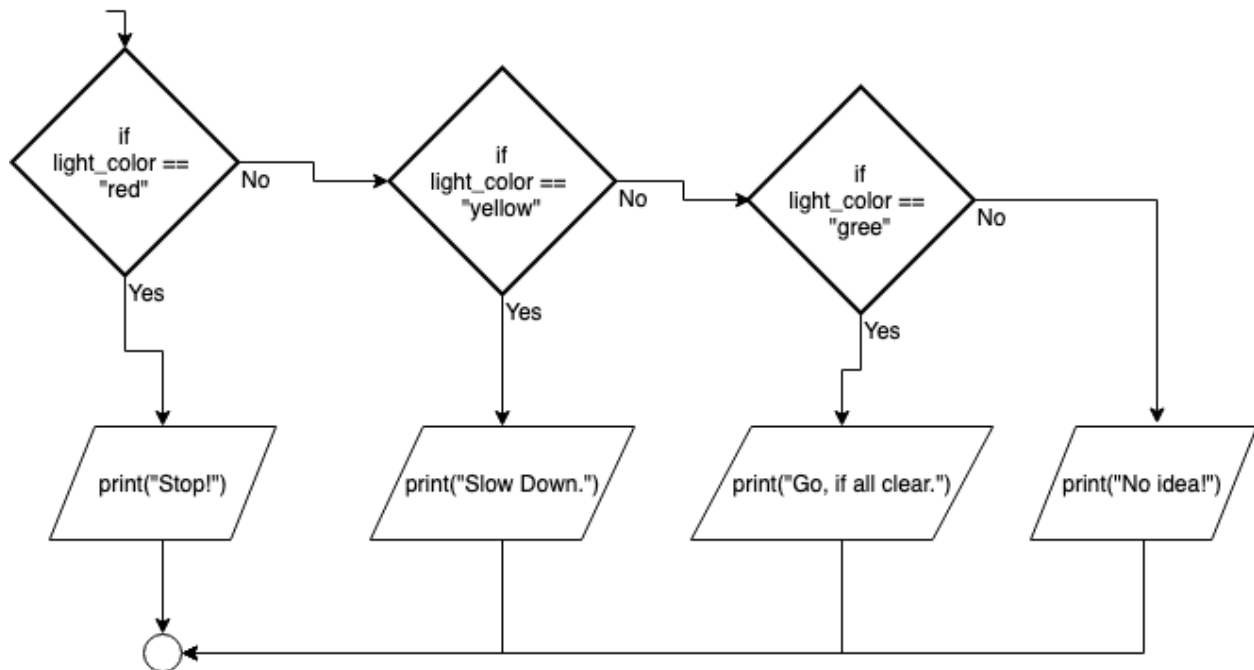 if
light_color ==
"red"
No
Yes
if
light_color ==
"yellow"
No
Yes
if
light_color ==
"gree"
No
Yes
print("Stop!")
print("Slow Down.")
print("Go, if all clear.")
print("No idea!")